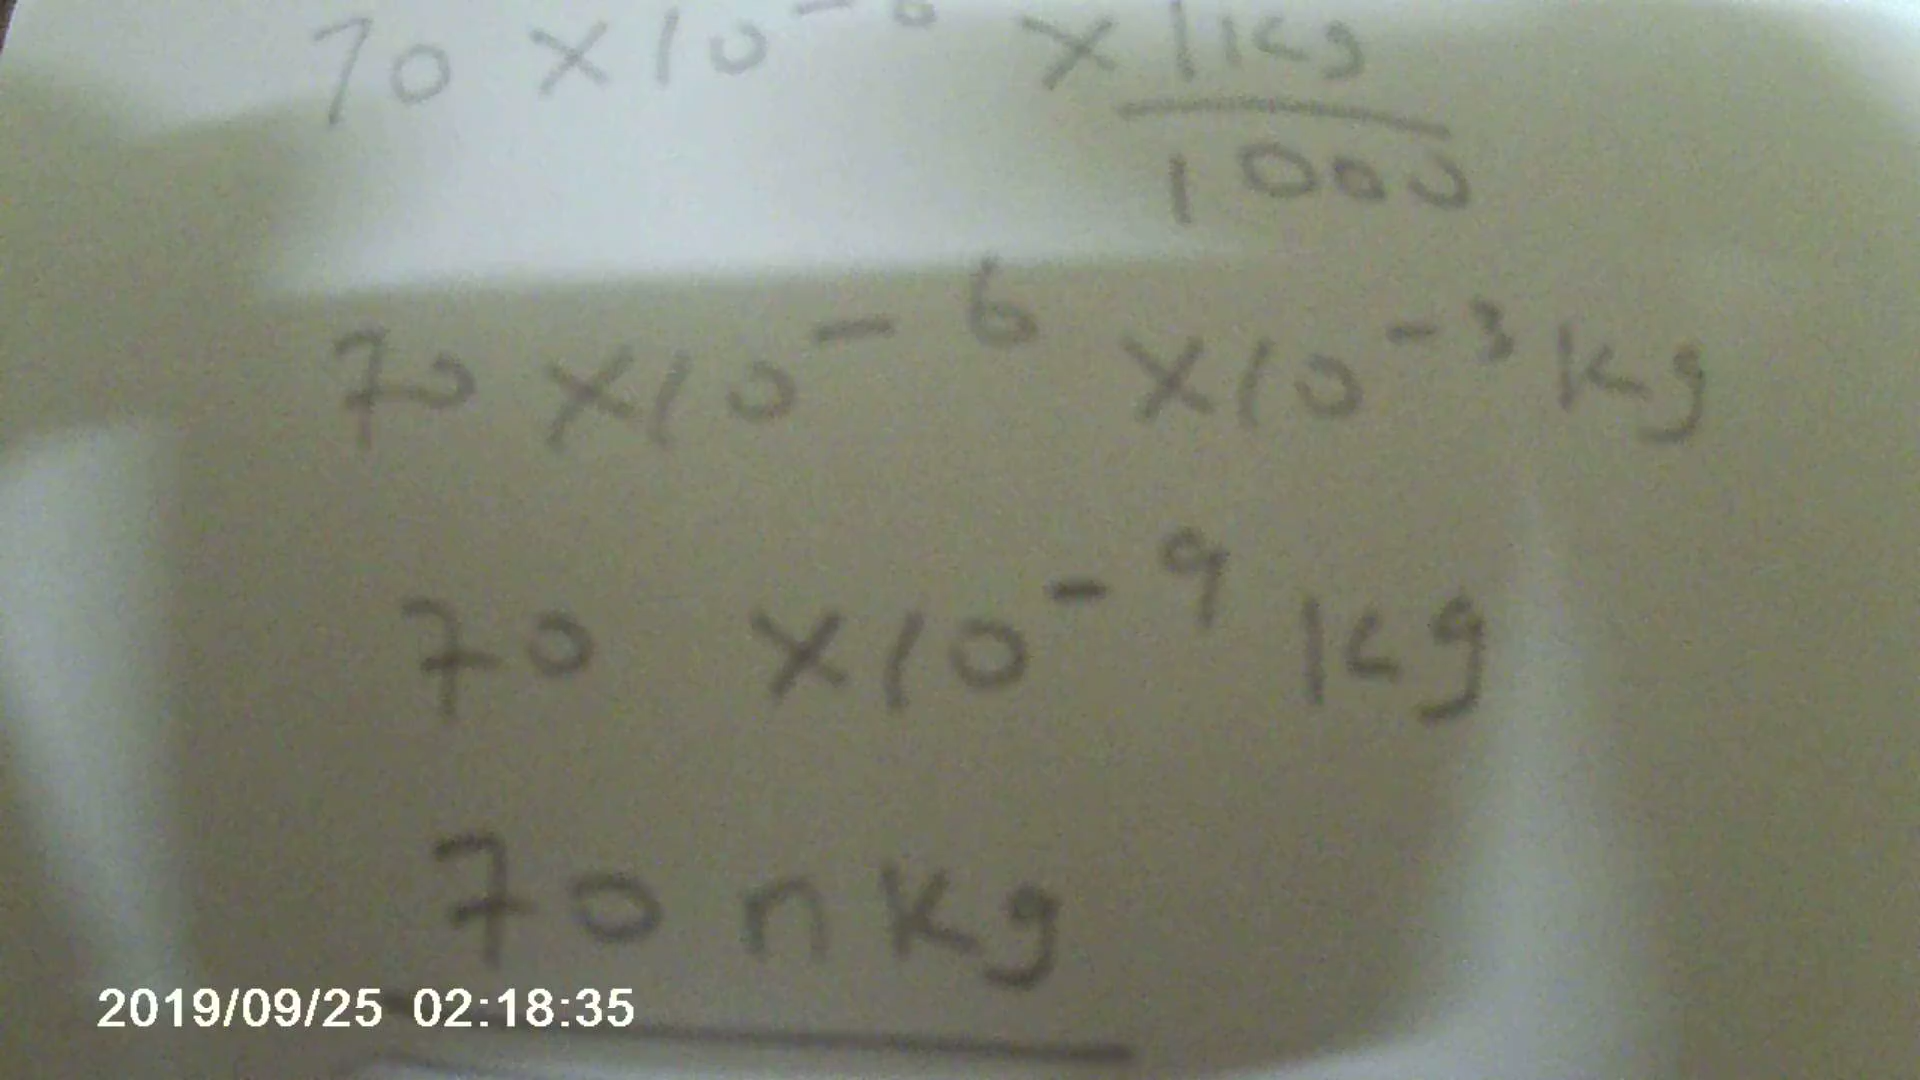 70 × 10⁻⁶ × 1kg
1000
70 × 10⁻⁶ × 10⁻³ kg
70 × 10⁻⁹ kg
70 n kg
2019/09/25 02:18:35